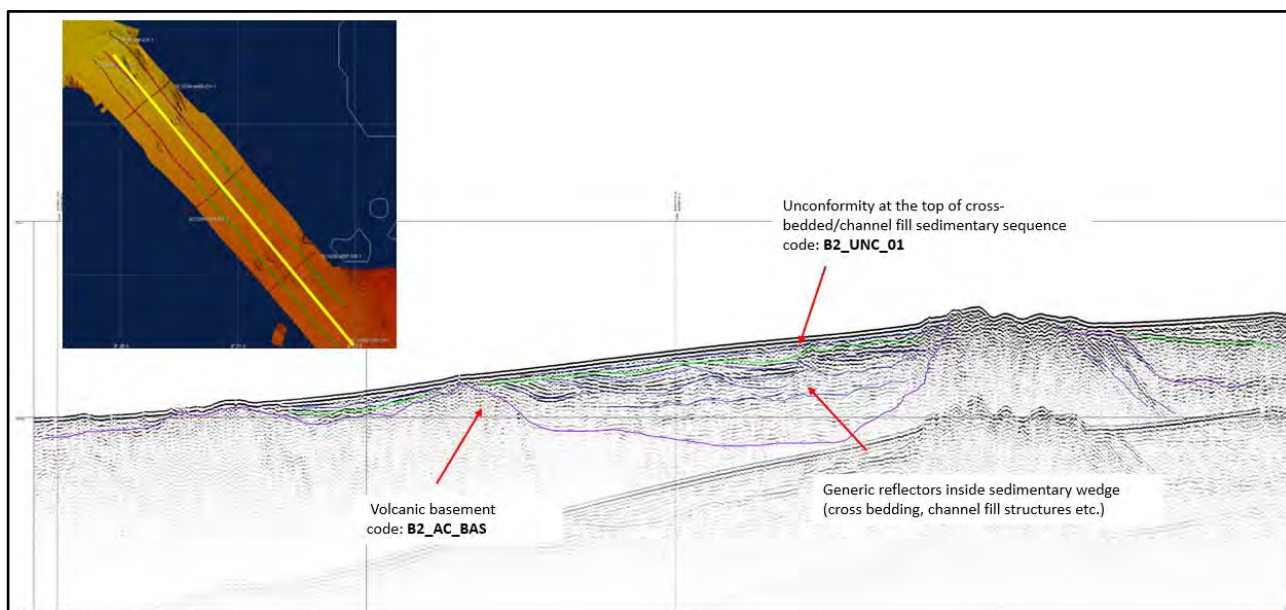 Unconformity at the top of cross-
bedded/channel fill sedimentary sequence
code: B2_UNC_01
Volcanic basement
code: B2_AC_BAS
Generic reflectors inside sedimentary wedge
(cross bedding, channel fill structures etc.)